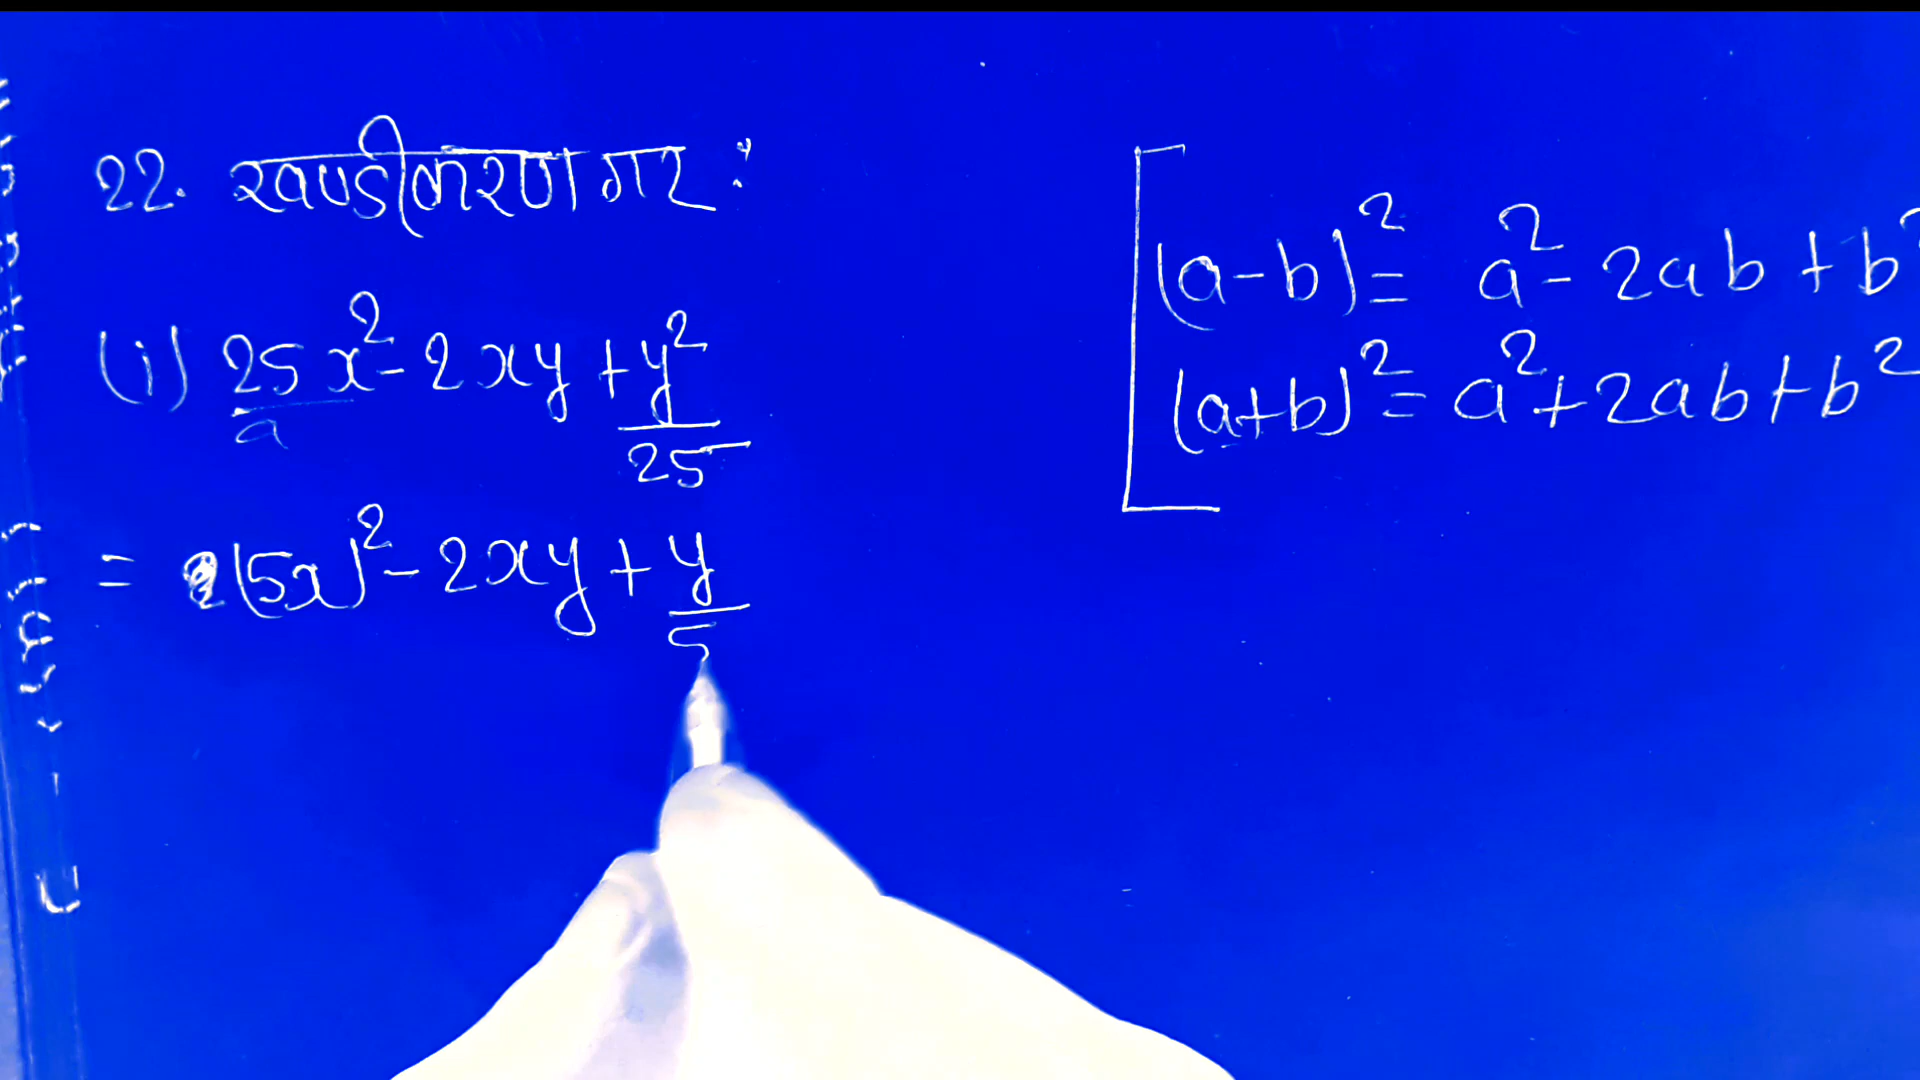 22. खण्डीकरण गर :
(i) 25x² - 2xy + y²/25
a
= (5x)² - 2xy + y/5
(a-b)² = a² - 2ab + b²
(a+b)² = a² + 2ab + b²